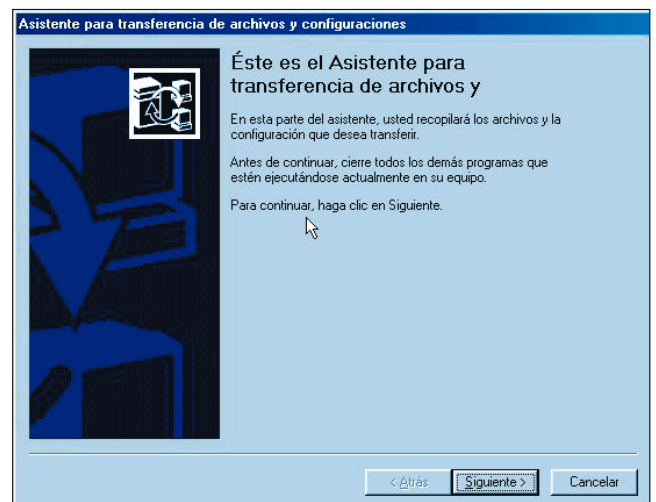 Asistente para transferencia de archivos y configuraciones
Éste es el Asistente para
transferencia de archivos y
En esta parte del asistente, usted recopilará los archivos y la
configuración que desea transferir.
Antes de continuar, cierre todos los demás programas que
estén ejecutándose actualmente en su equipo.
Para continuar, haga clic en Siguiente.
< Atrás
Siguiente >
Cancelar